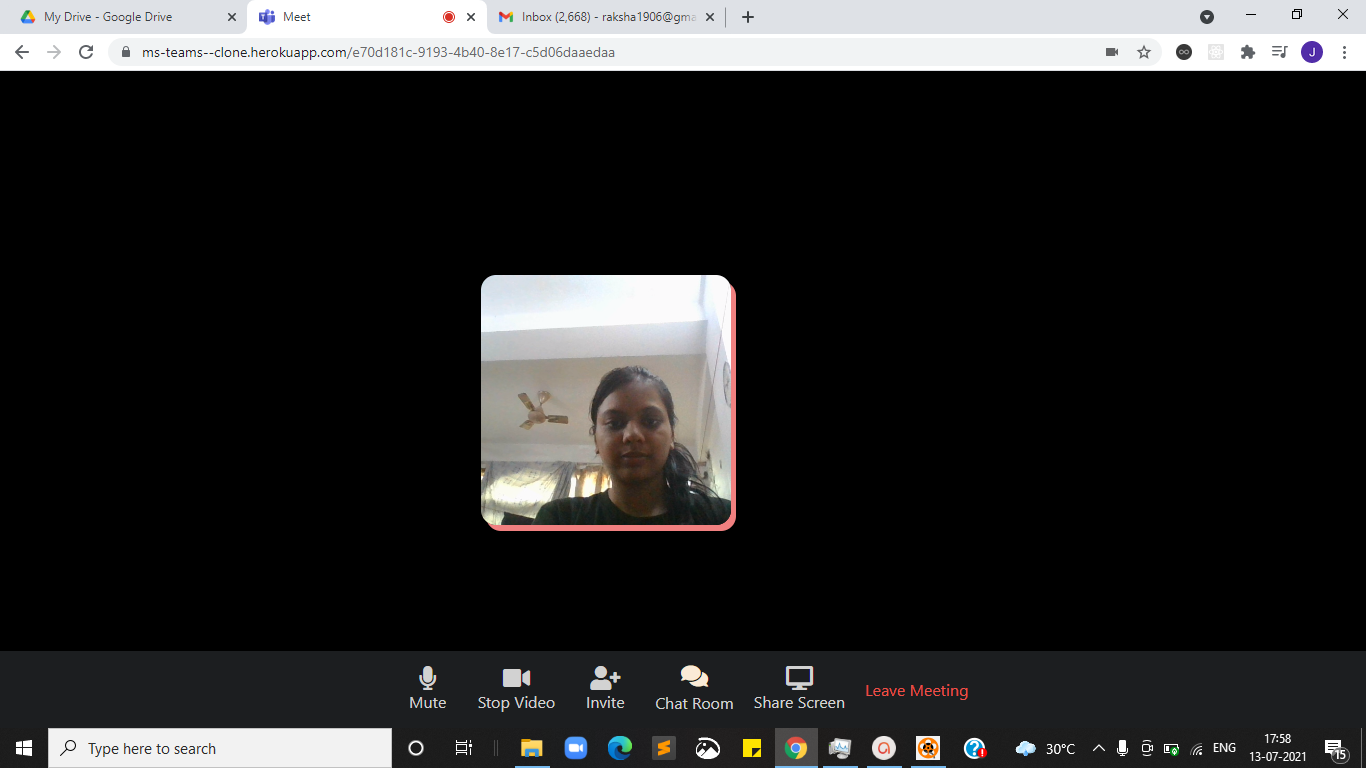 My Drive - Google Drive
Meet
Inbox (2,668) - raksha1906@gma
ms-teams--clone.herokuapp.com/e70d181c-9193-4b40-8e17-c5d06daaedaa
J
Mute
Stop Video
Invite
Chat Room
Share Screen
Leave Meeting
Type here to search
30°C
ENG
17:58
13-07-2021
15